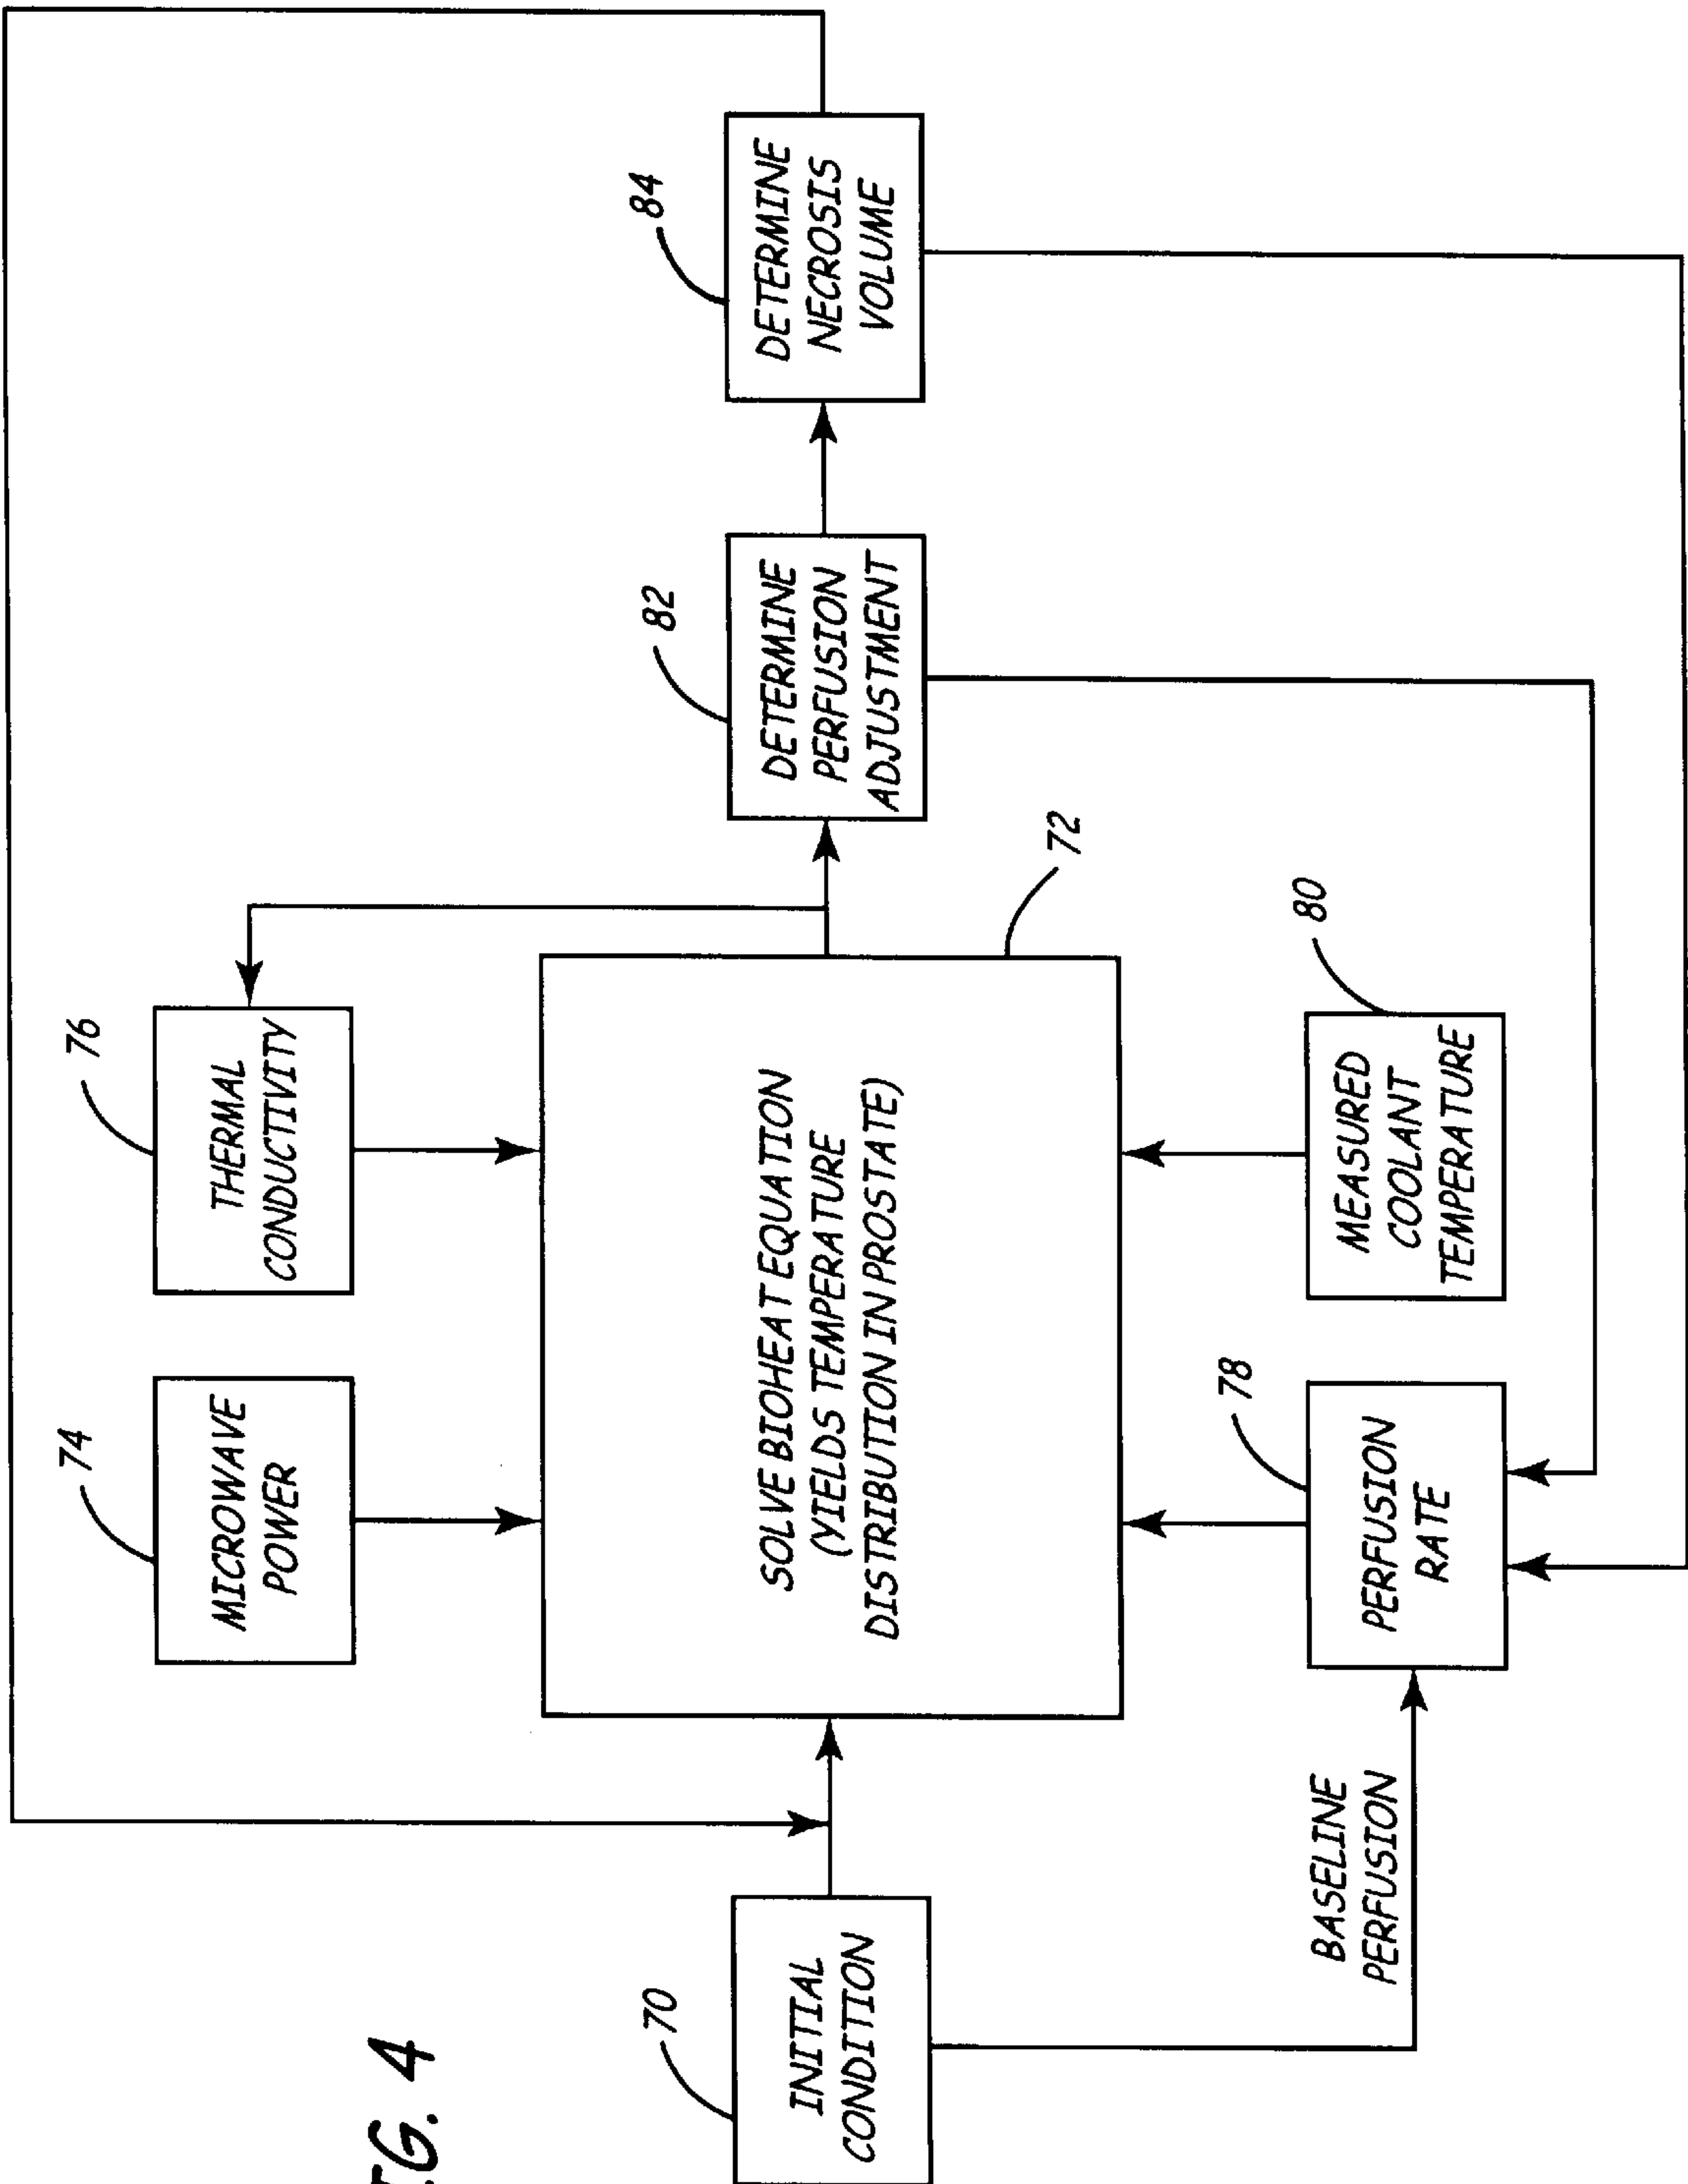 74
MICROWAVE
POWER
76
THERMAL
CONDUCTIVITY
70
INITIAL
CONDITION
SOLVE BIOHEAT EQUATION
(YIELDS TEMPERATURE
DISTRIBUTION IN PROSTATE)
72
82
DETERMINE
PERFUSION
ADJUSTMENT
84
DETERMINE
NECROSIS
VOLUME
BASELINE
PERFUSION
78
PERFUSION
RATE
80
MEASURED
COOLANT
TEMPERATURE
IG. 4